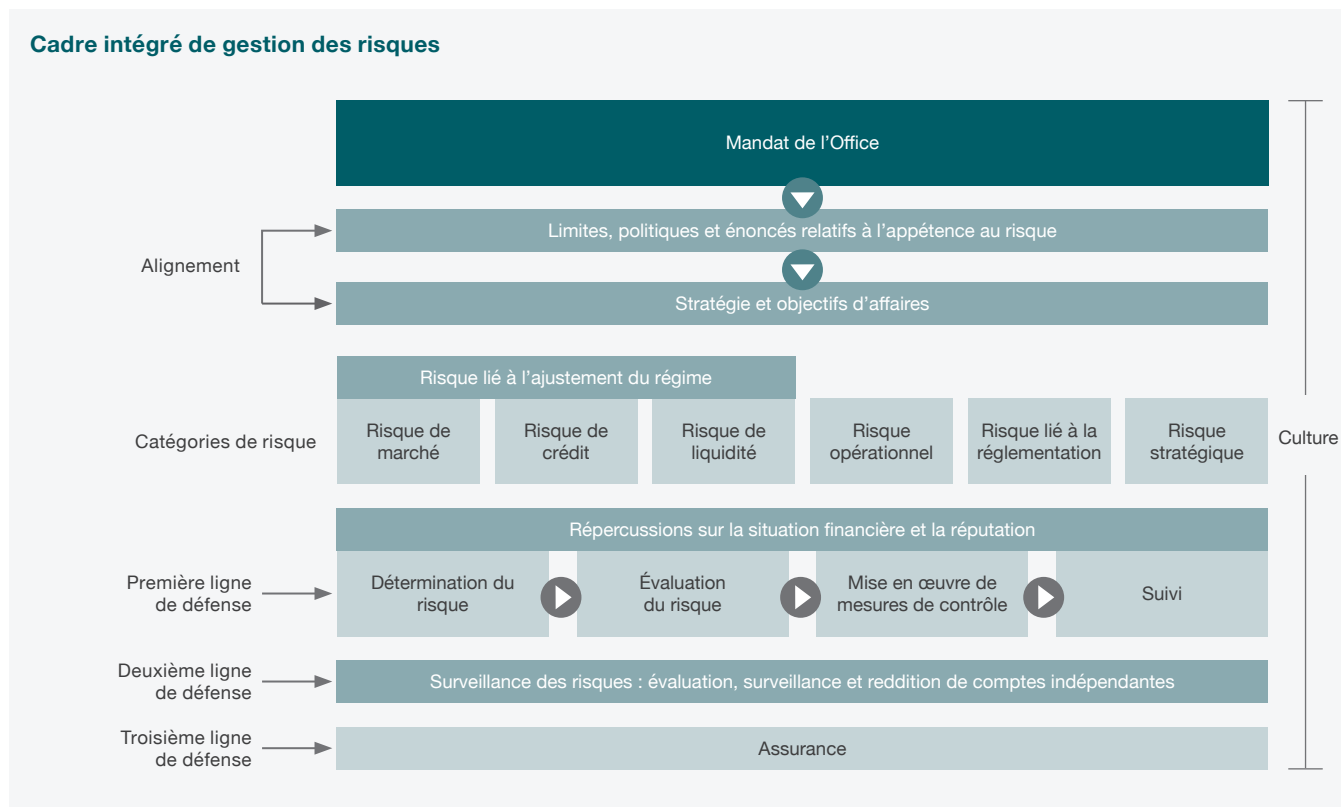 Cadre intégré de gestion des risques
Mandat de l’Office
Limites, politiques et énoncés relatifs à l’appétence au risque
Alignement
Stratégie et objectifs d’affaires
Risque lié à l’ajustement du régime
Catégories de risque
Risque de
marché
Risque de
crédit
Risque de
liquidité
Risque
opérationnel
Risque lié à la
réglementation
Risque
stratégique
Culture
Répercussions sur la situation financière et la réputation
Première ligne
de défense
Détermination du
risque
Évaluation
du risque
Mise en œuvre de
mesures de contrôle
Suivi
Deuxième ligne
de défense
Surveillance des risques : évaluation, surveillance et reddition de comptes indépendantes
Troisième ligne
de défense
Assurance